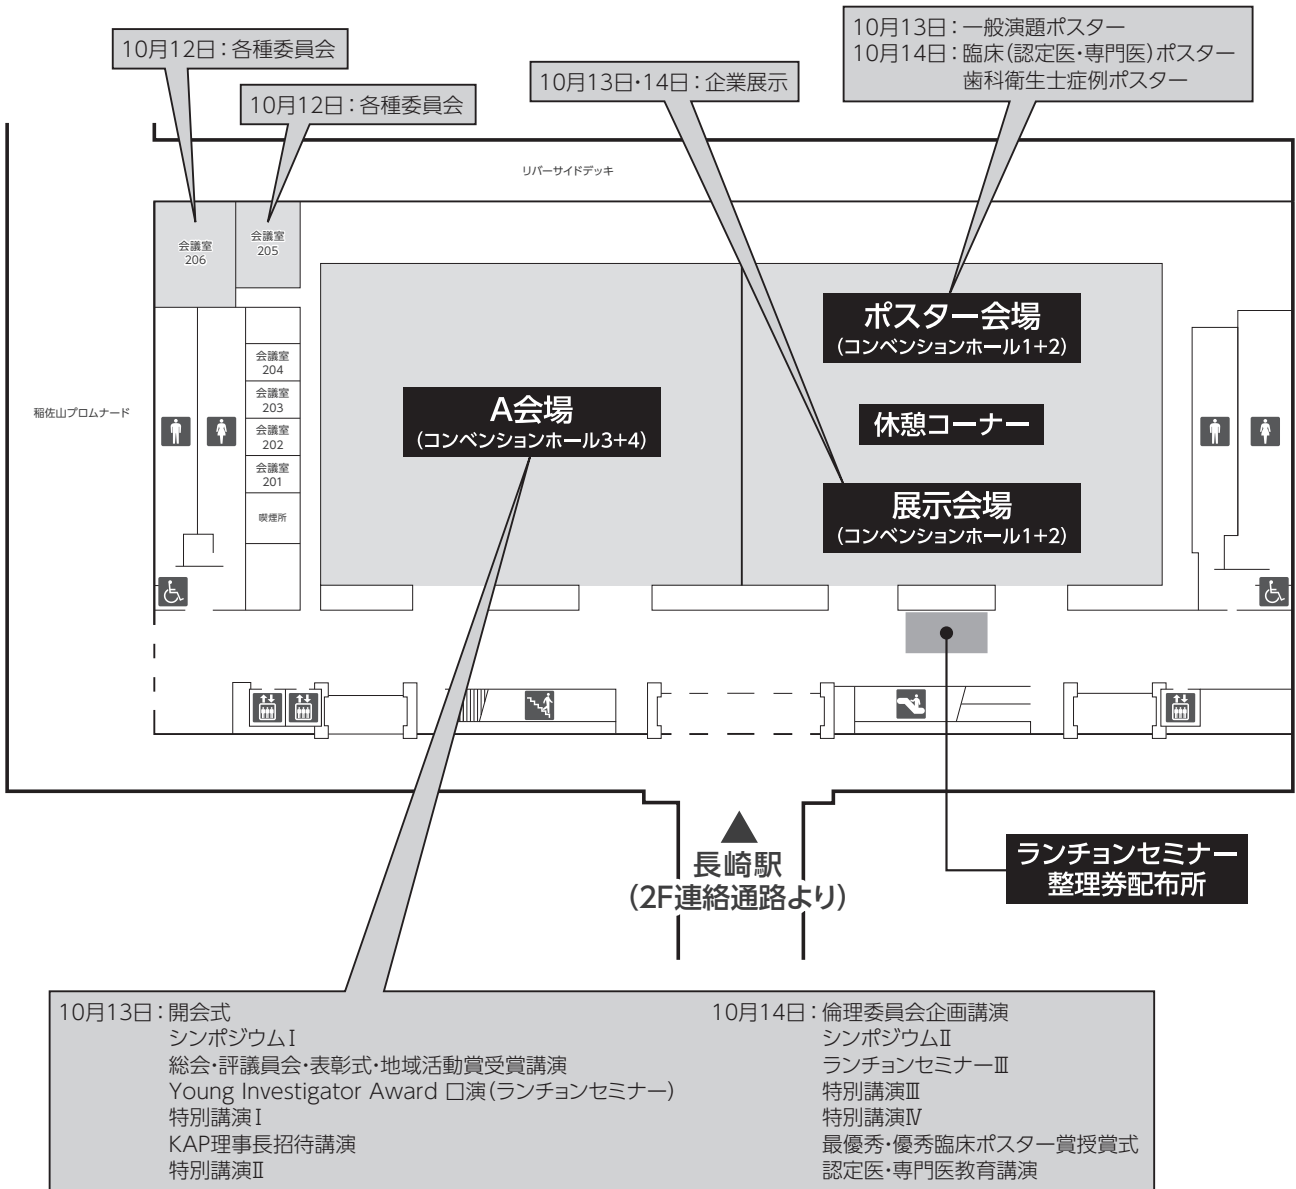 10月12日：各種委員会
10月12日：各種委員会
10月13日・14日：企業展示
10月13日：一般演題ポスター
10月14日：臨床（認定医・専門医）ポスター
歯科衛生士症例ポスター
リバーサイドデッキ
会議室
206
会議室
205
会議室
204
会議室
203
会議室
202
会議室
201
喫煙所
稲佐山プロムナード
A会場
（コンベンションホール3+4）
ポスター会場
（コンベンションホール1+2）
休憩コーナー
展示会場
（コンベンションホール1+2）
長崎駅
（2F連絡通路より）
ランチョンセミナー
整理券配布所
10月13日：開会式
シンポジウムⅠ
総会・評議員会・表彰式・地域活動賞受賞講演
Young Investigator Award 口演（ランチョンセミナー）
特別講演Ⅰ
KAP理事長招待講演
特別講演Ⅱ
10月14日：倫理委員会企画講演
シンポジウムⅡ
ランチョンセミナーⅢ
特別講演Ⅲ
特別講演Ⅳ
最優秀・優秀臨床ポスター賞授賞式
認定医・専門医教育講演